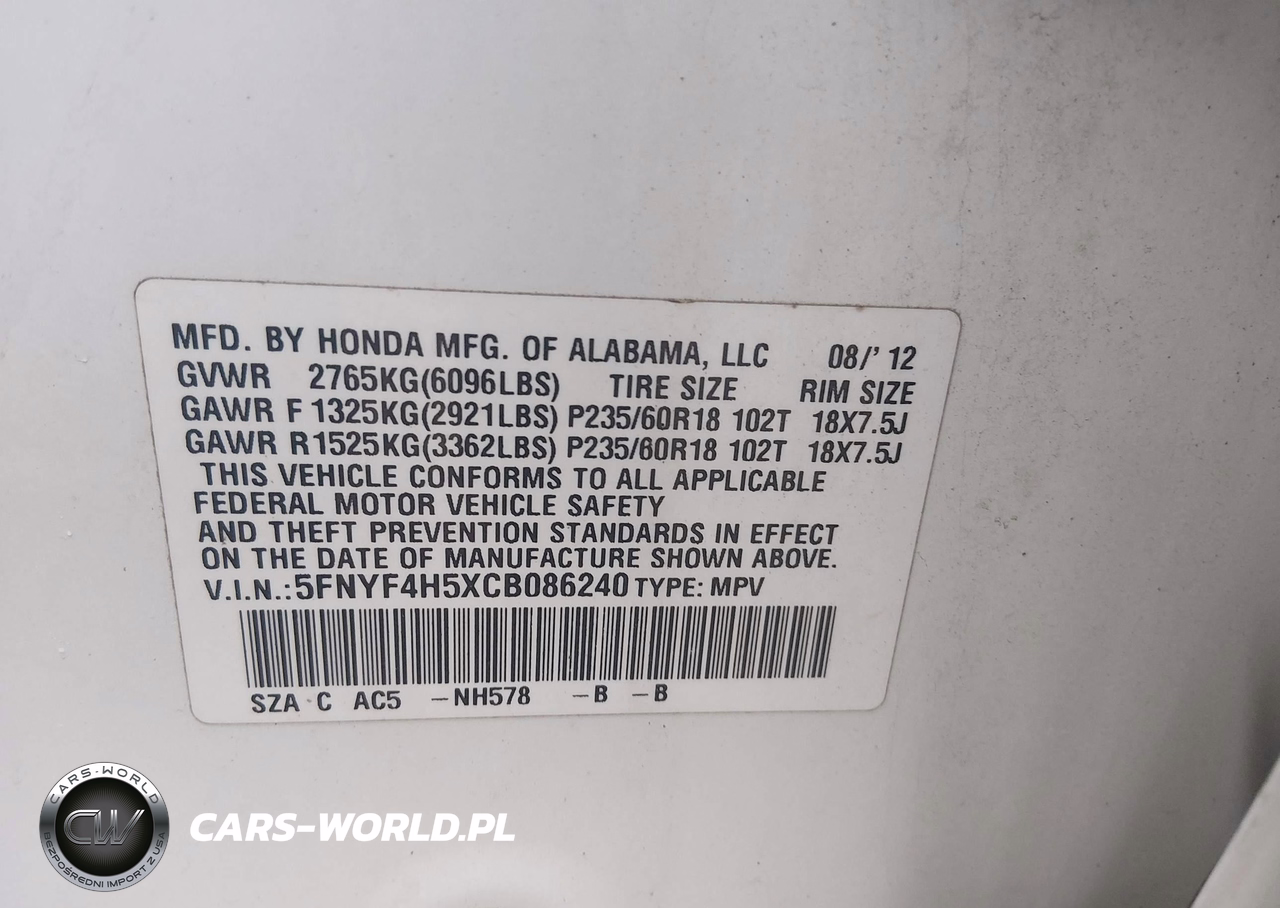 MFD. BY HONDA MFG. OF ALABAMA, LLC 08/' 12
GVWR 2765KG(6096LBS) TIRE SIZE RIM SIZE
GAWR F 1325KG(2921LBS) P235/60R18 102T 18X7.5J
GAWR R1525KG(3362LBS) P235/60R18 102T 18X7.5J
THIS VEHICLE CONFORMS TO ALL APPLICABLE
FEDERAL MOTOR VEHICLE SAFETY
AND THEFT PREVENTION STANDARDS IN EFFECT
ON THE DATE OF MANUFACTURE SHOWN ABOVE.
V.I.N.:5FNYF4H5XCB086240 TYPE: MPV
SZA C AC5 -NH578 -B -B
CARS-WORLD
CW
BEZPOŚREDNI IMPORT Z USA
CARS-WORLD.PL